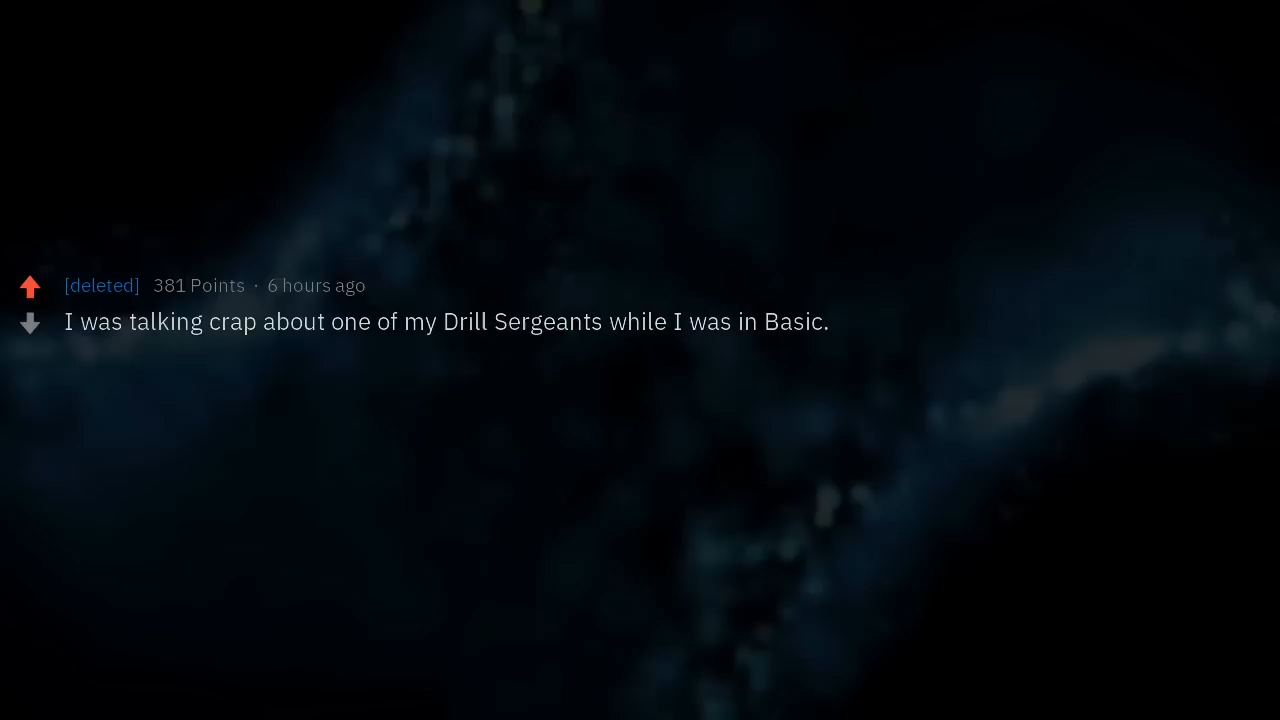 [deleted] 381 Points · 6 hours ago
I was talking crap about one of my Drill Sergeants while I was in Basic.